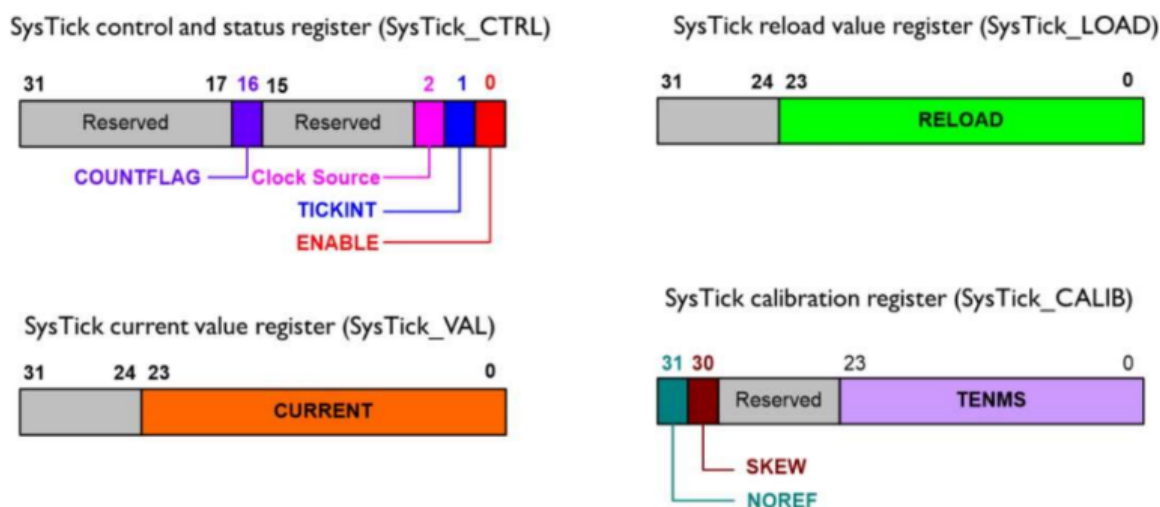 SysTick control and status register (SysTick_CTRL)
31 17 16 15 2 1 0
Reserved Reserved
COUNTFLAG Clock Source
TICKINT
ENABLE
SysTick reload value register (SysTick_LOAD)
31 24 23 0
RELOAD
SysTick current value register (SysTick_VAL)
31 24 23 0
CURRENT
SysTick calibration register (SysTick_CALIB)
31 30 23 0
Reserved TENMS
SKEW
NOREF